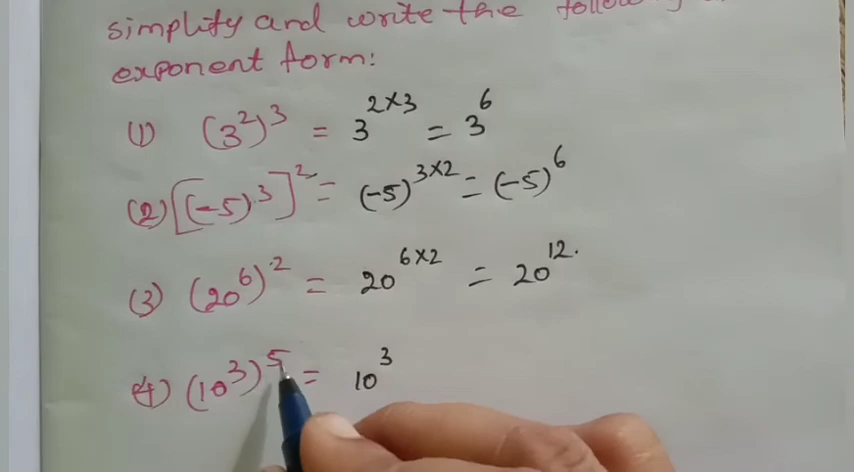 simplify and write the following
exponent form:
(1) (3²)³ = 3^{2×3} = 3⁶
(2) [(-5)³]² = (-5)^{3×2} = (-5)⁶
(3) (20⁶)² = 20^{6×2} = 20¹².
(4) (10³)⁵ = 10³